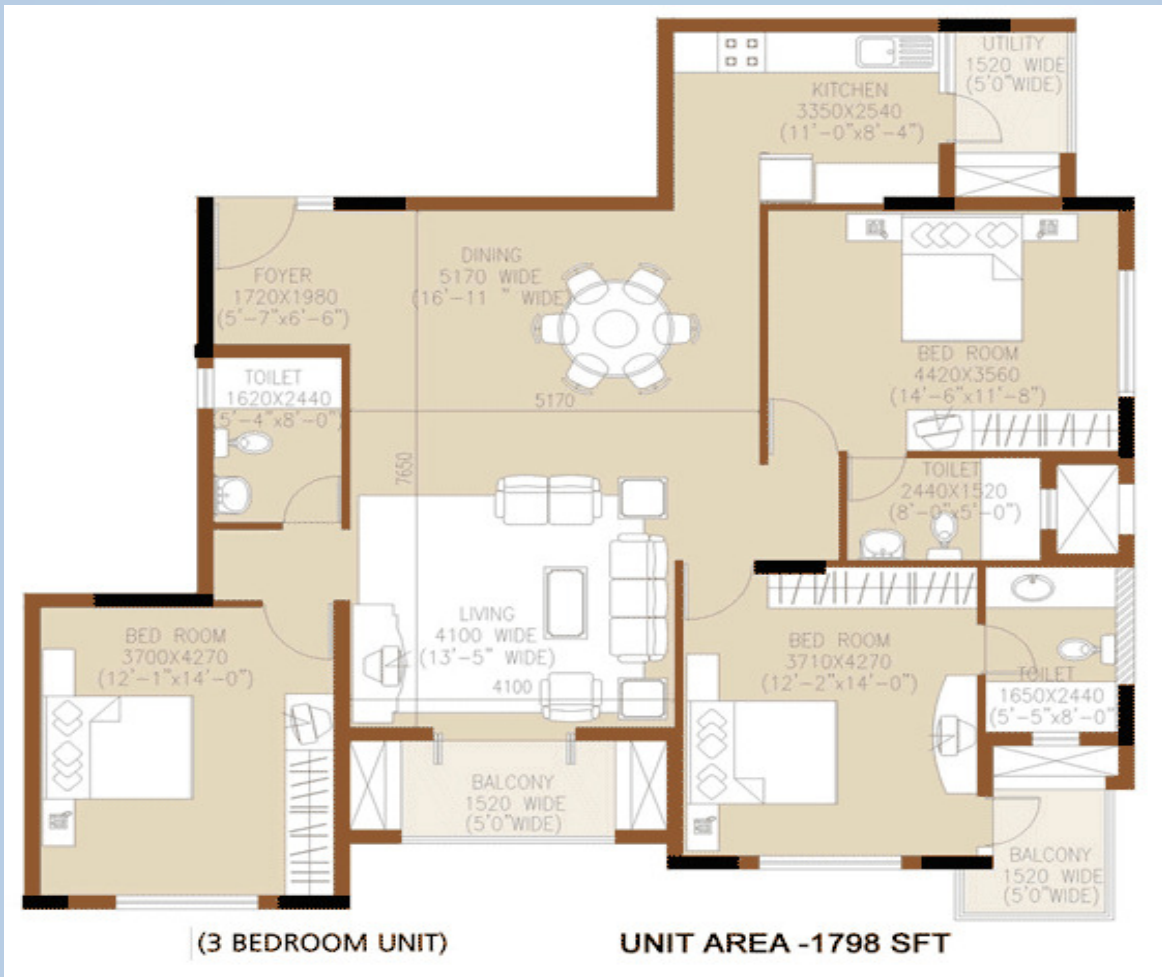 UTILITY
1520 WIDE
(5'0"WIDE)
KITCHEN
3350X2540
(11'-0"x8'-4")
DINING
5170 WIDE
(16'-11 " WIDE)
FOYER
1720X1980
(5'-7"x6'-6")
BED ROOM
4420X3560
(14'-6"x11'-8")
TOILET
1620X2440
(5'-4"x8'-0")
5170
7650
TOILET
2440X1520
(8'-0"x5'-0")
LIVING
4100 WIDE
(13'-5" WIDE)
4100
BED ROOM
3700X4270
(12'-1"x14'-0")
BED ROOM
3710X4270
(12'-2"x14'-0")
TOILET
1650X2440
(5'-5"x8'-0"
BALCONY
1520 WIDE
(5'0"WIDE)
BALCONY
1520 WIDE
(5'0"WIDE)
(3 BEDROOM UNIT)
UNIT AREA -1798 SFT